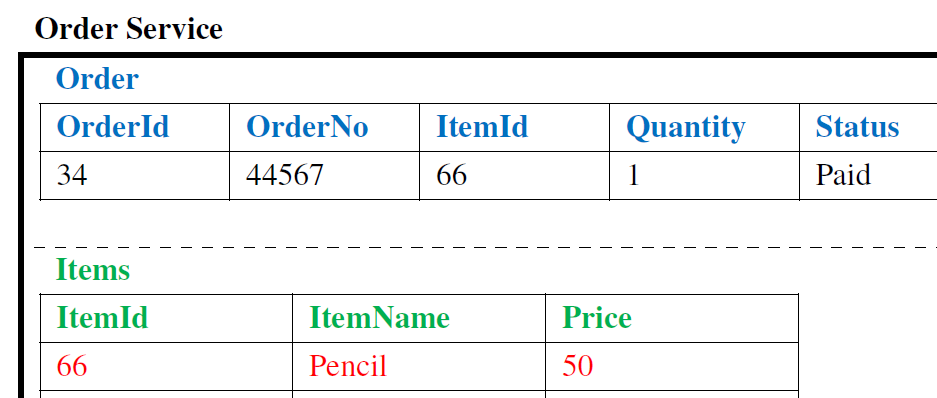 Order Service
Order
OrderId OrderNo ItemId Quantity Status
34 44567 66 1 Paid
Items
ItemId ItemName Price
66 Pencil 50